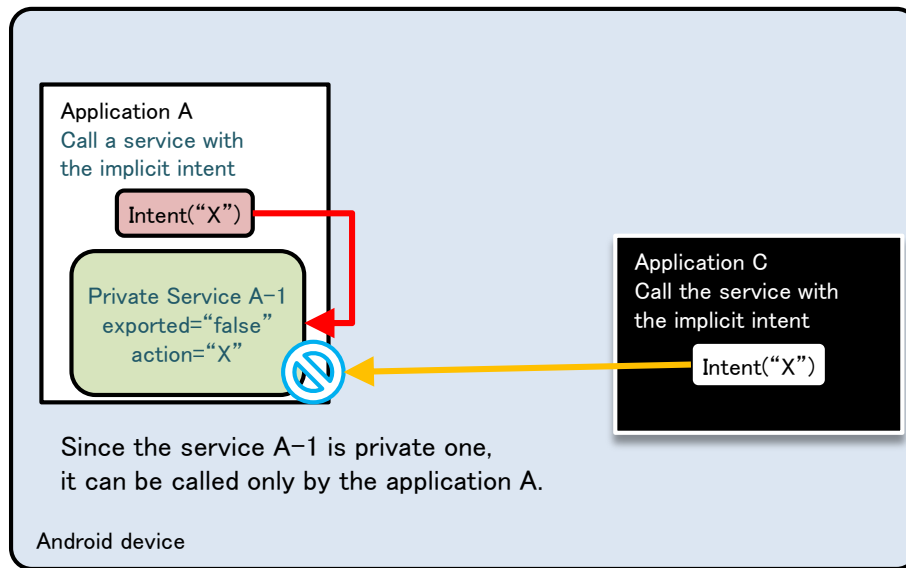 Application A
Call a service with
the implicit intent
Intent(“X”)
Private Service A-1
exported=“false”
action=“X”
Application C
Call the service with
the implicit intent
Intent(“X”)
Since the service A-1 is private one,
it can be called only by the application A.
Android device